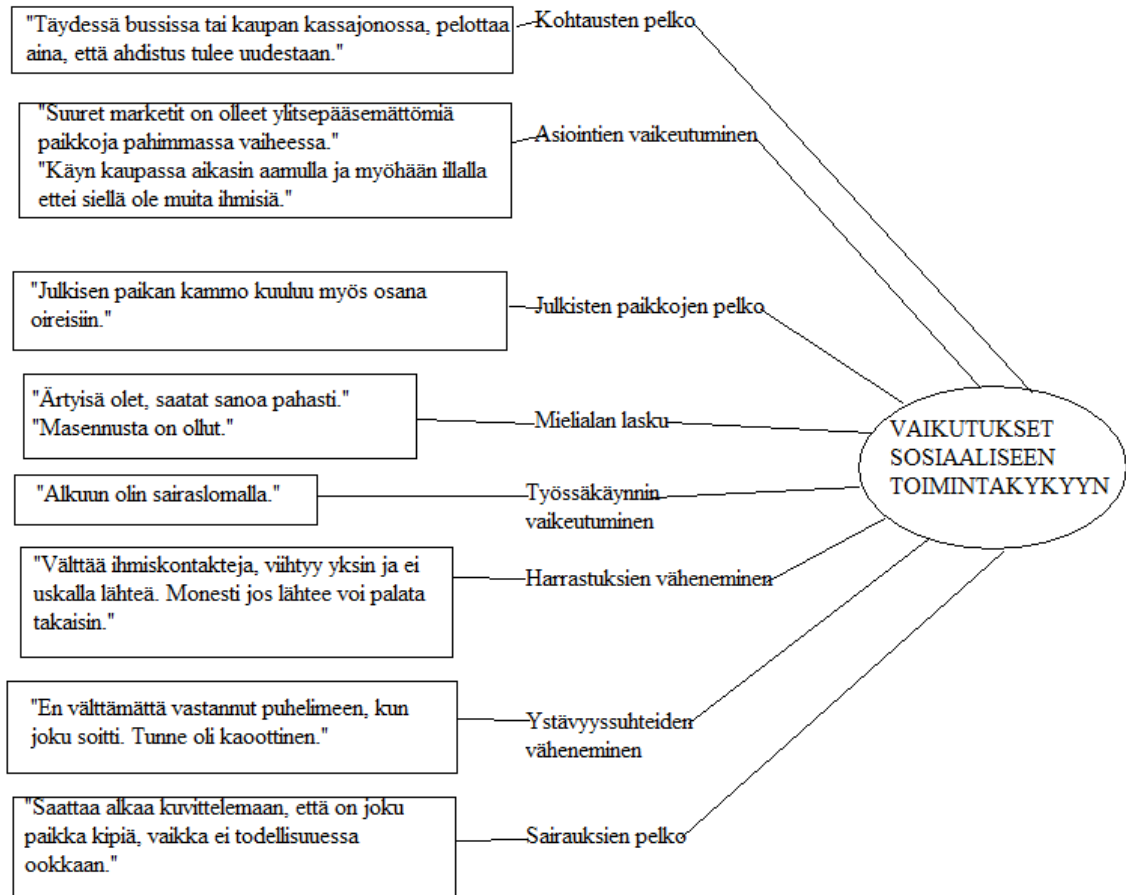 "Täydessä bussissa tai kaupan kassajonossa, pelottaa
aina, että ahdistus tulee uudestaan."
Kohtausten pelko
"Suuret marketit on olleet ylitsepääsemättömiä
paikkoja pahimmassa vaiheessa."
"Käyn kaupassa aikasin aamulla ja myöhään illalla
ettei siellä ole muita ihmisiä."
Asiointien vaikeutuminen
"Julkisen paikan kammo kuuluu myös osana
oireisiin."
Julkisten paikkojen pelko
"Ärtyisä olet, saatat sanoa pahasti."
"Masennusta on ollut."
Mielialan lasku
"Alkuun olin sairaslomalla."
Työssäkäynnin
vaikeutuminen
"Välttää ihmiskontakteja, viihtyy yksin ja ei
uskalla lähteä. Monesti jos lähtee voi palata
takaisin."
Harrastuksien väheneminen
"En välttämättä vastannut puhelimeen, kun
joku soitti. Tunne oli kaoottinen."
Ystävyyssuhteiden
väheneminen
"Saattaa alkaa kuvittelemaan, että on joku
paikka kipiä, vaikka ei todellisuuessa
ookkaan."
Sairauksien pelko
VAIKUTUKSET
SOSIAALISEEN
TOIMINTAKYKYYN